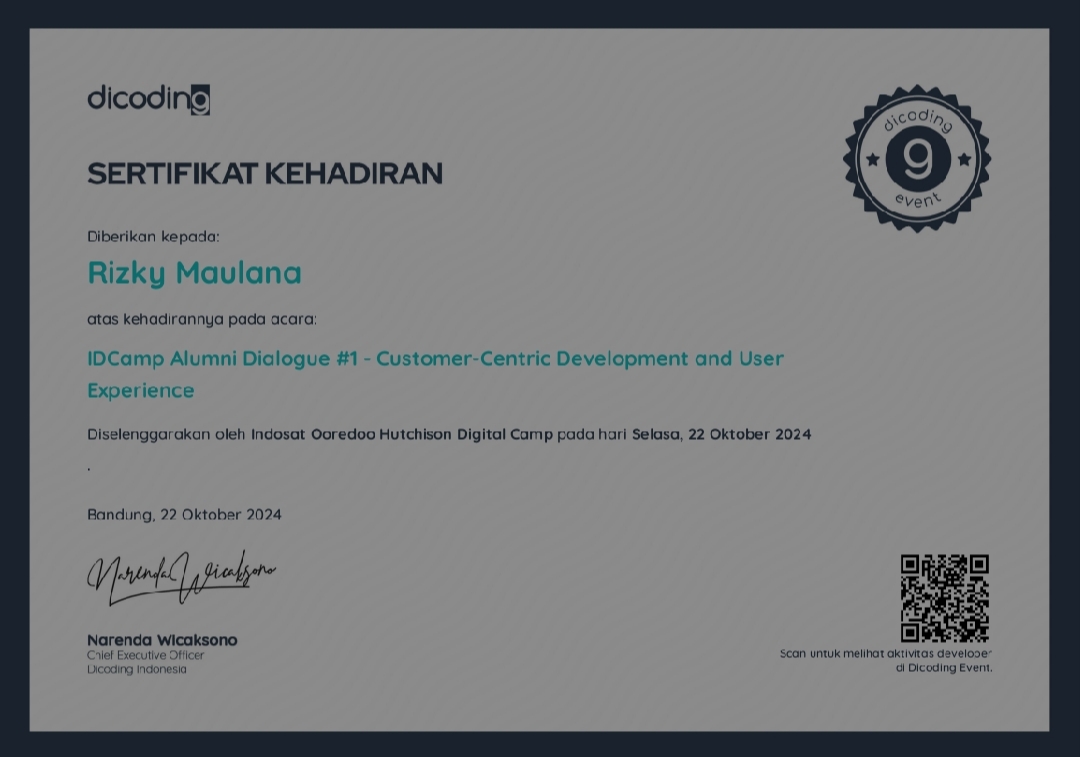 dicoding
SERTIFIKAT KEHADIRAN
dicoding
event
Diberikan kepada:
Rizky Maulana
atas kehadirannya pada acara:
IDCamp Alumni Dialogue #1 - Customer-Centric Development and User
Experience
Diselenggarakan oleh Indosat Ooredoo Hutchison Digital Camp pada hari Selasa, 22 Oktober 2024
.
Bandung, 22 Oktober 2024
Narenda Wicaksono
Narenda Wicaksono
Chief Executive Officer
Dicoding Indonesia
Scan untuk melihat aktivitas developer
di Dicoding Event.